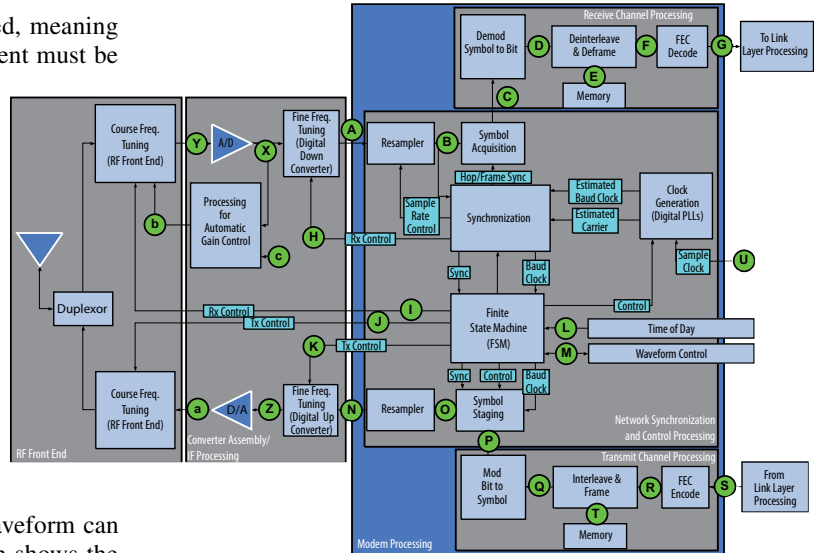 ed, meaning
ent must be
Receive Channel Processing
Demod
Symbol to Bit
D
Deinterleave
& Deframe
F
FEC
Decode
G
To Link
Layer Processing
E
Memory
C
Course Freq.
Tuning
(RF Front End)
Y
A/D
X
Fine Freq.
Tuning
(Digital
Down
Converter)
A
Resampler
B
Symbol
Acquisition
Hop/Frame Sync
Processing
for
Automatic
Gain Control
b
c
H
Rx Control
Sample
Rate
Control
Synchronization
Estimated
Baud Clock
Estimated
Carrier
Clock
Generation
(Digital PLLs)
Sample
Clock
U
Sync
Baud
Clock
Duplexor
Rx Control
I
Tx Control
J
K
Tx Control
Finite
State Machine
(FSM)
Control
L
Time of Day
M
Waveform Control
Sync
Control
Baud
Clock
Course Freq.
Tuning
(RF Front End)
a
D/A
Z
Fine Freq.
Tuning
(Digital Up
Converter)
N
Resampler
O
Symbol
Staging
RF Front End
Converter Assembly/
IF Processing
Network Synchronization
and Control Processing
P
Transmit Channel Processing
Mod
Bit to
Symbol
Q
Interleave &
Frame
R
FEC
Encode
S
From
Link Layer
Processing
T
Memory
Modem Processing
aveform can
n shows the